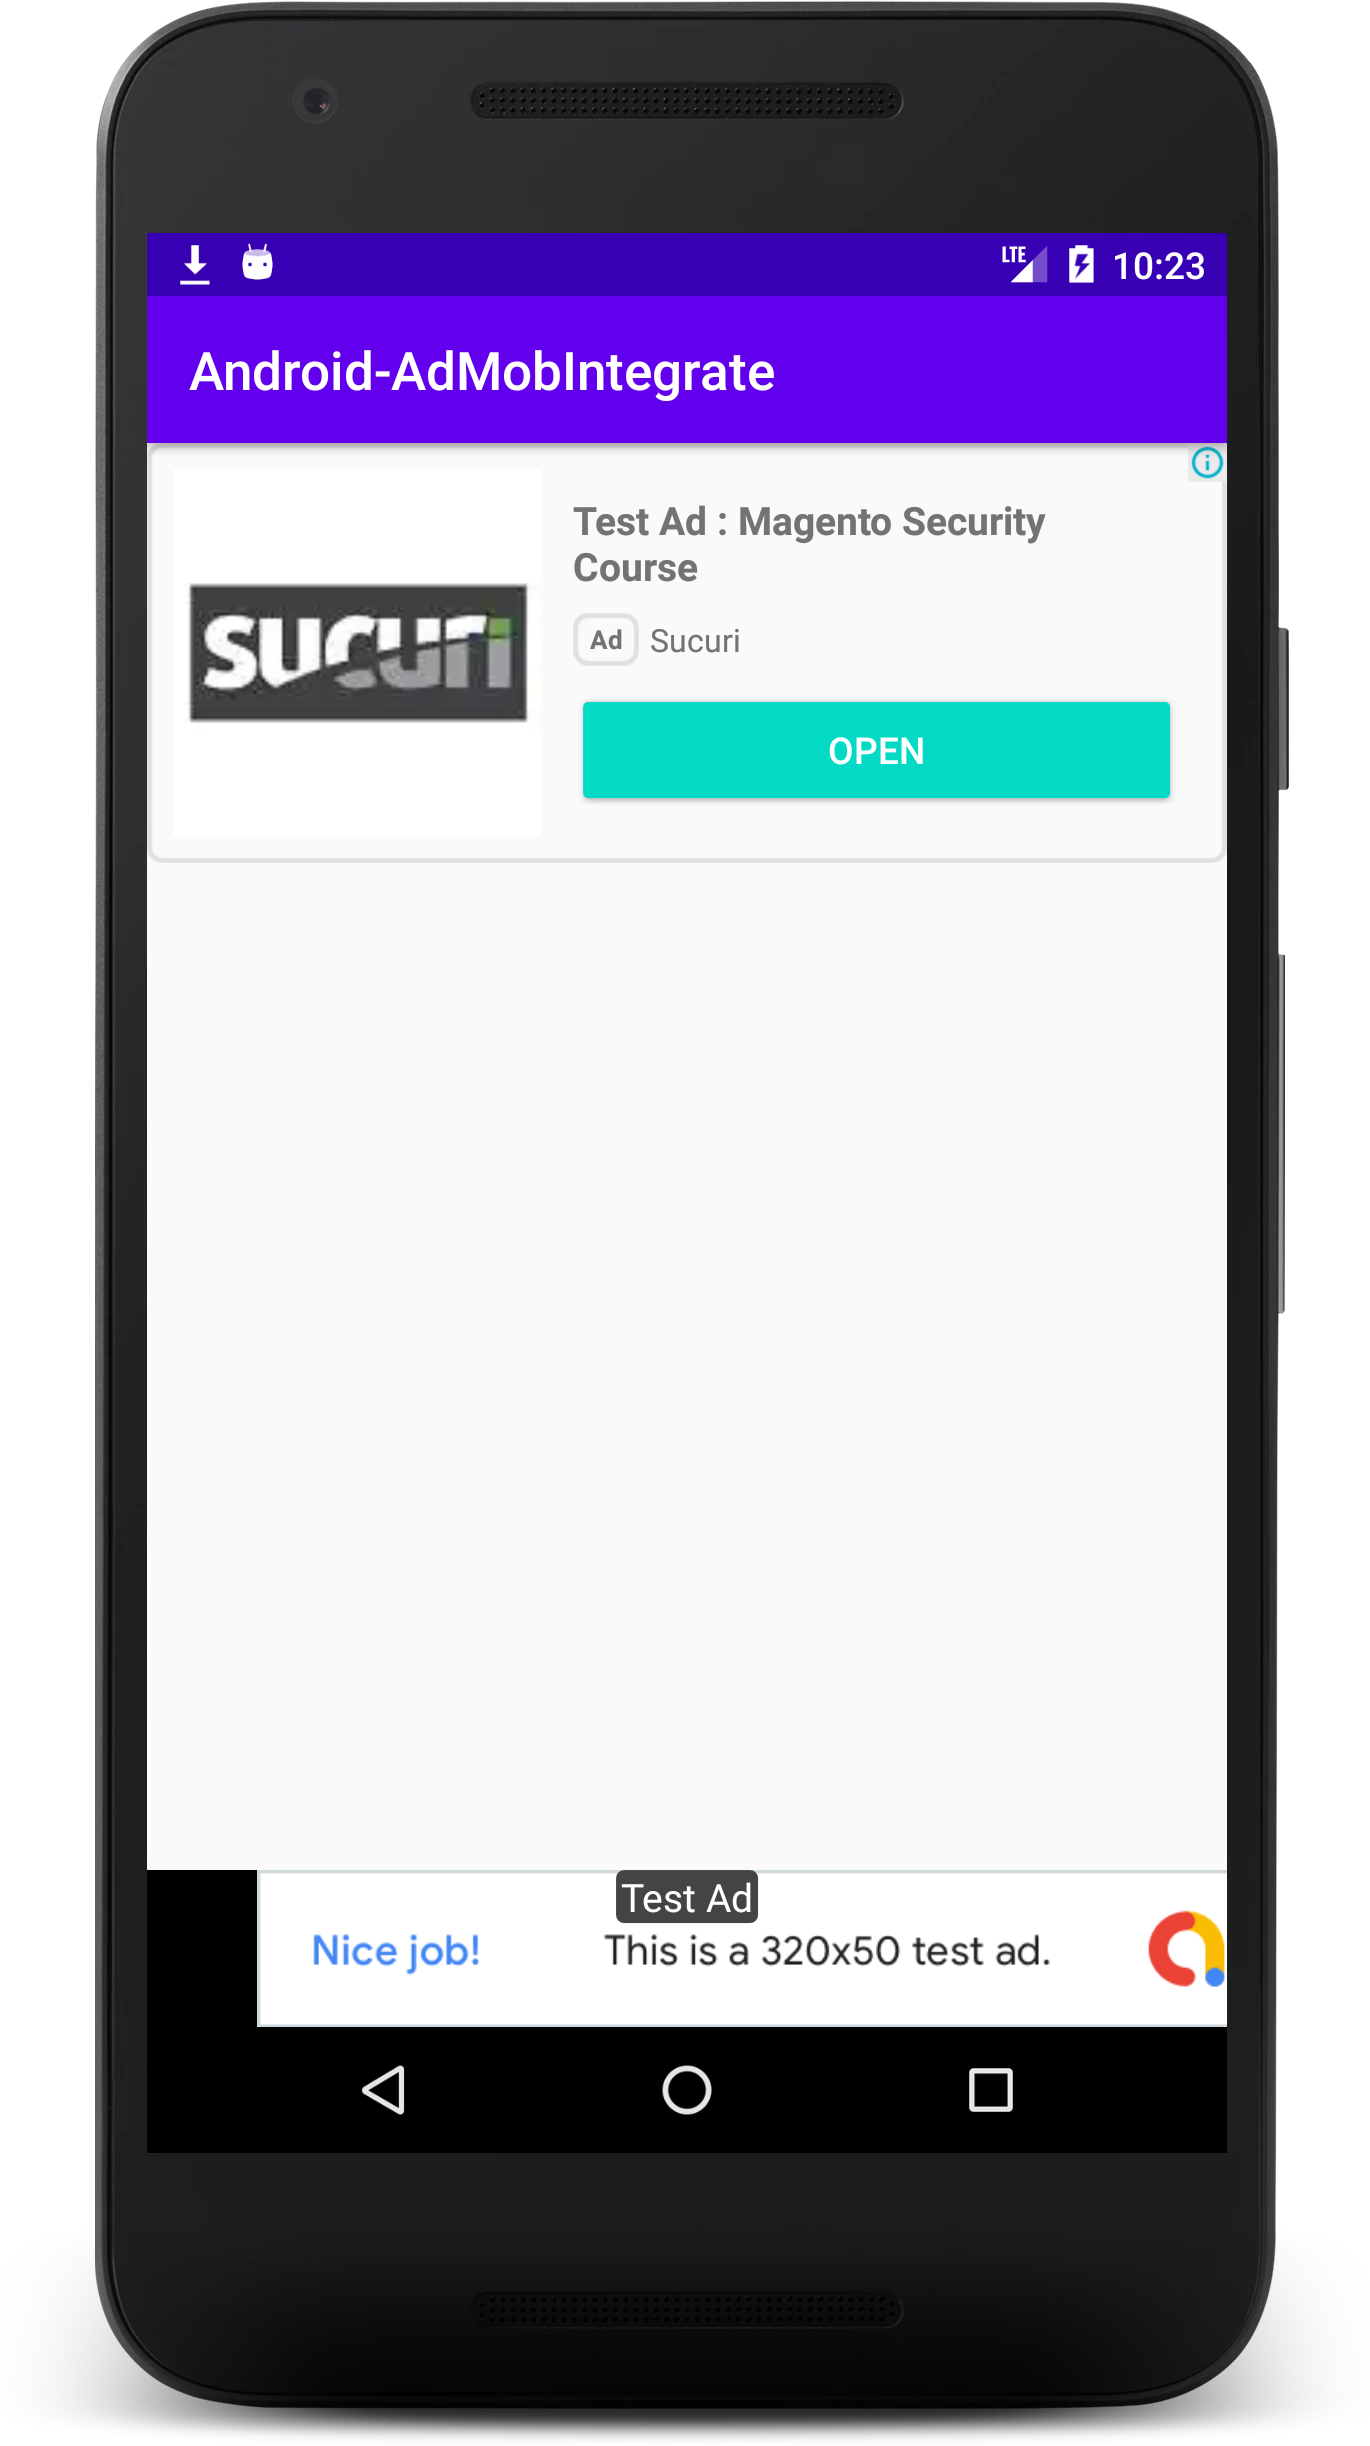 LTE 10:23
Android-AdMobIntegrate
Test Ad : Magento Security
Course
SUCURi
Ad Sucuri
OPEN
Test Ad
Nice job! This is a 320x50 test ad.